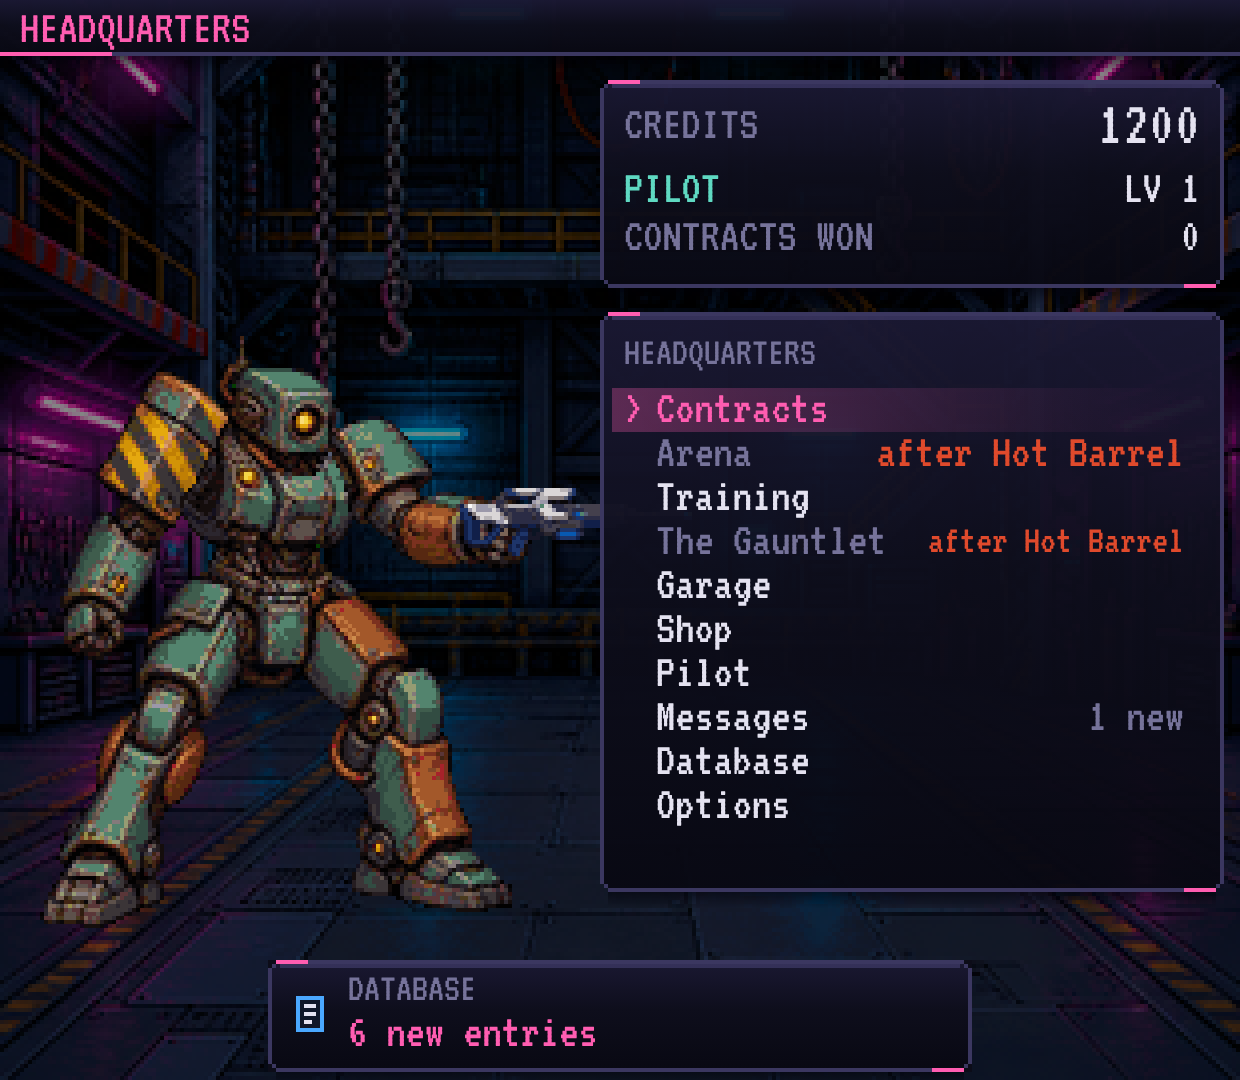 HEADQUARTERS
CREDITS 1200
PILOT LV 1
CONTRACTS WON 0
HEADQUARTERS
> Contracts
Arena after Hot Barrel
Training
The Gauntlet after Hot Barrel
Garage
Shop
Pilot
Messages 1 new
Database
Options
DATABASE
6 new entries